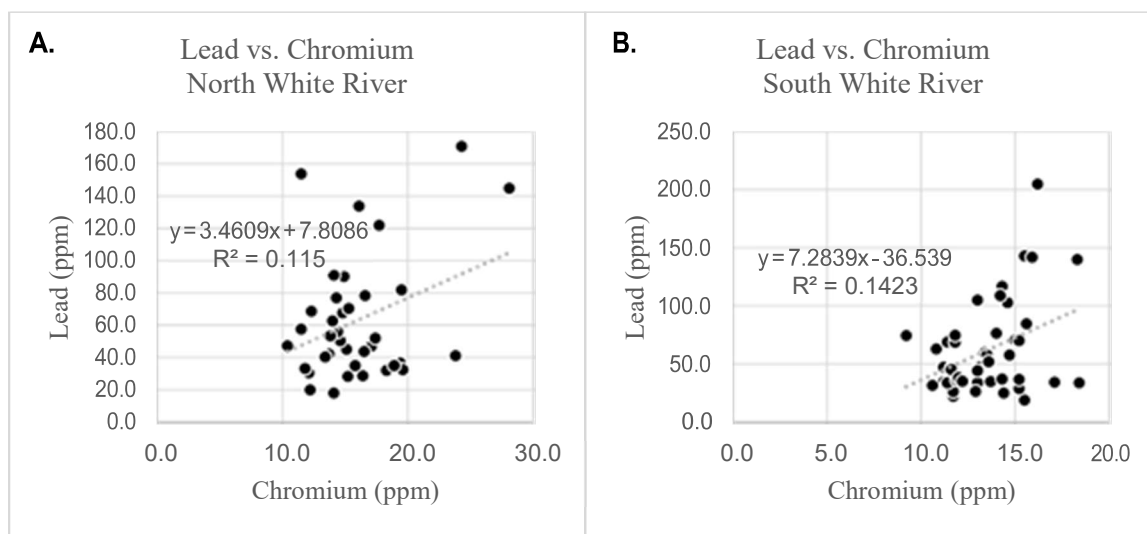 A.
Lead vs. Chromium
North White River
180.0
160.0
140.0
120.0
100.0
80.0
60.0
40.0
20.0
0.0
Lead (ppm)
y=3.4609x+7.8086
R² = 0.115
0.0 10.0 20.0 30.0
Chromium (ppm)
B.
Lead vs. Chromium
South White River
250.0
200.0
150.0
100.0
50.0
0.0
Lead (ppm)
y=7.2839x-36.539
R² = 0.1423
0.0 5.0 10.0 15.0 20.0
Chromium (ppm)